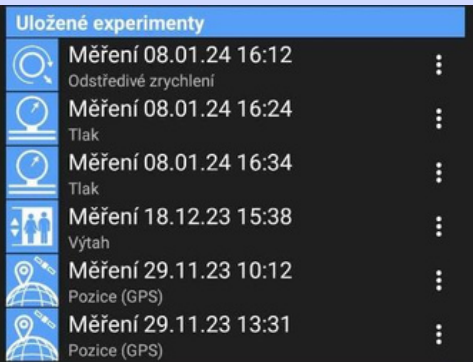 Uložené experimenty
Měření 08.01.24 16:12
Odstředivé zrychlení
Měření 08.01.24 16:24
Tlak
Měření 08.01.24 16:34
Tlak
Měření 18.12.23 15:38
Výtah
Měření 29.11.23 10:12
Pozice (GPS)
Měření 29.11.23 13:31
Pozice (GPS)